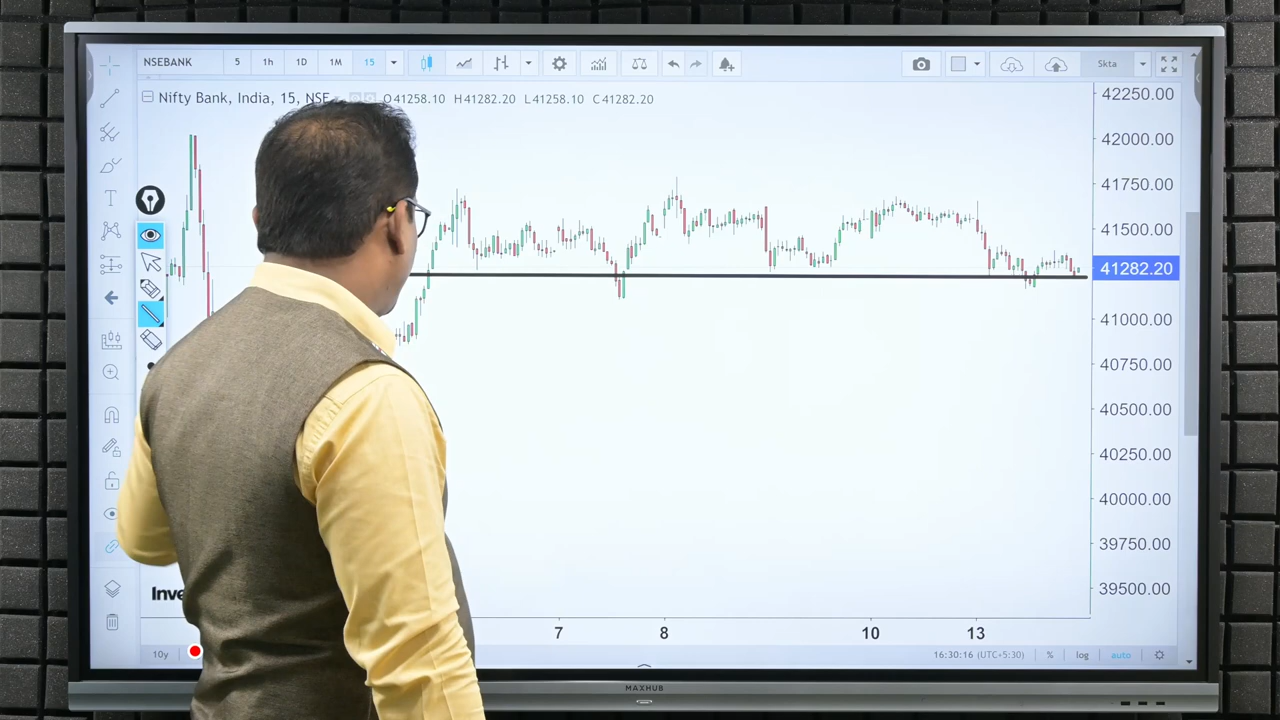 NSEBANK 5 1h 1D 1M 15 5kta
Nifty Bank, India, 15, NSE O41258.10 H41282.20 L41258.10 C41282.20
42250.00
42000.00
41750.00
41500.00
41282.20
41000.00
40750.00
40500.00
40250.00
40000.00
39750.00
39500.00
T
Inve
7 8 10 13
10y 16:30:16 (UTC+5:30) % log auto
MAXHUB